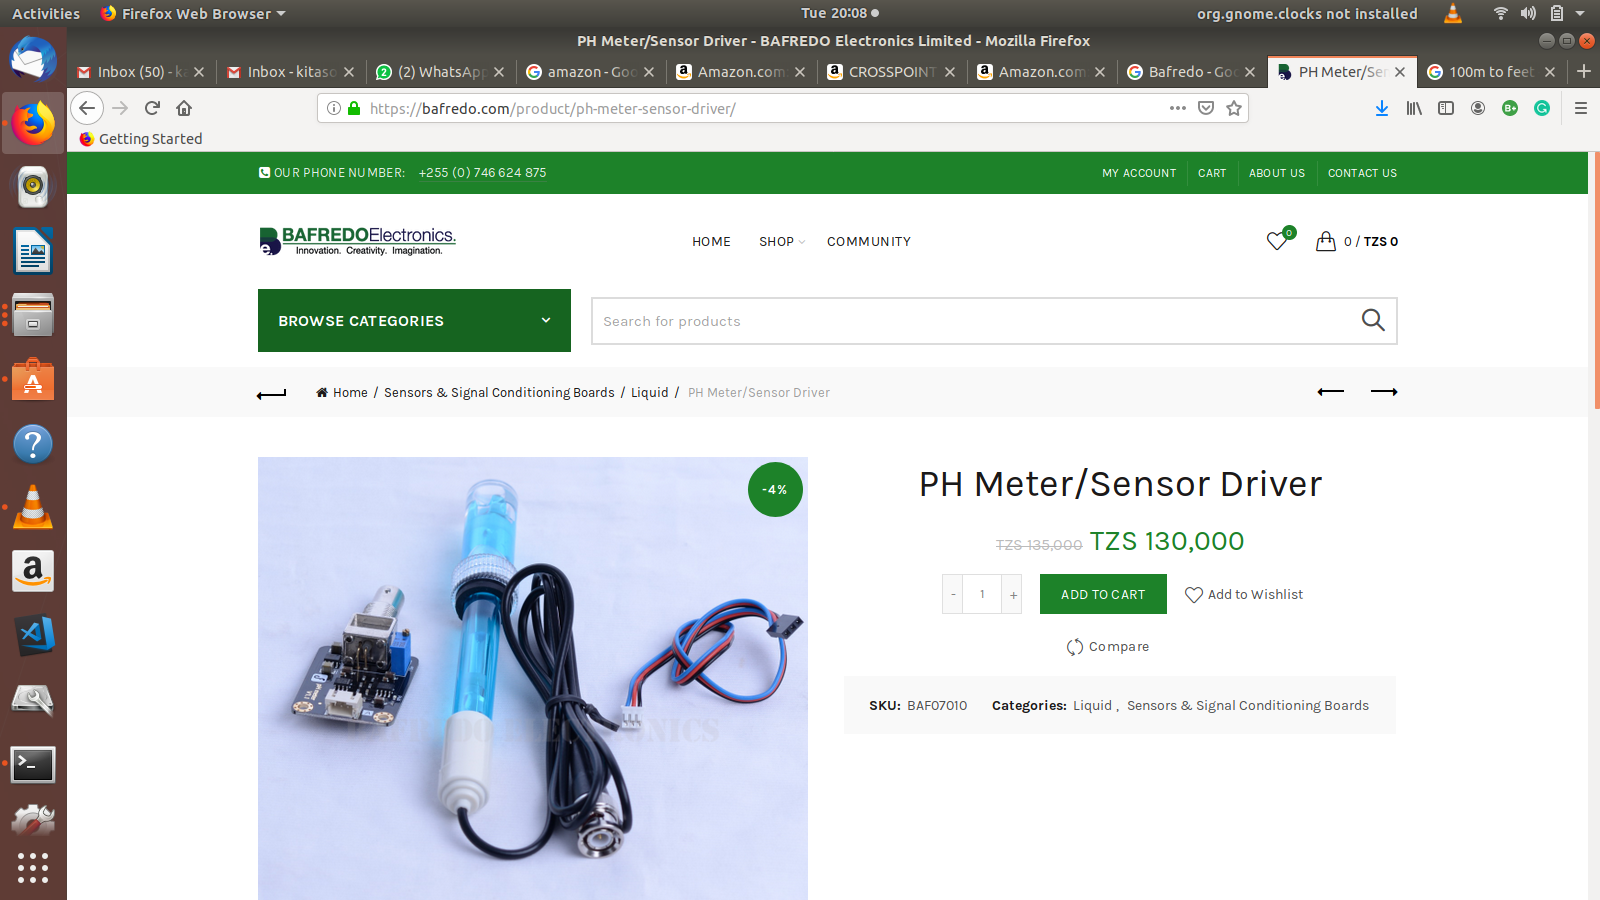 Activities Firefox Web Browser Tue 20:08 org.gnome.clocks not installed
PH Meter/Sensor Driver - BAFREDO Electronics Limited - Mozilla Firefox
Inbox (50) - ka Inbox - kitaso (2) WhatsApp amazon - Goo Amazon.com CROSSPOINT Amazon.com Bafredo - Goo PH Meter/Sen 100m to feet
https://bafredo.com/product/ph-meter-sensor-driver/
Getting Started
OUR PHONE NUMBER: +255 (0) 746 624 875 MY ACCOUNT CART ABOUT US CONTACT US
BAFREDOElectronics.
Innovation. Creativity. Imagination.
HOME SHOP COMMUNITY 0 0 / TZS 0
BROWSE CATEGORIES Search for products
Home / Sensors & Signal Conditioning Boards / Liquid / PH Meter/Sensor Driver
-4%
PH Meter/Sensor Driver
TZS 135,000 TZS 130,000
- 1 + ADD TO CART Add to Wishlist
Compare
SKU: BAF07010 Categories: Liquid , Sensors & Signal Conditioning Boards